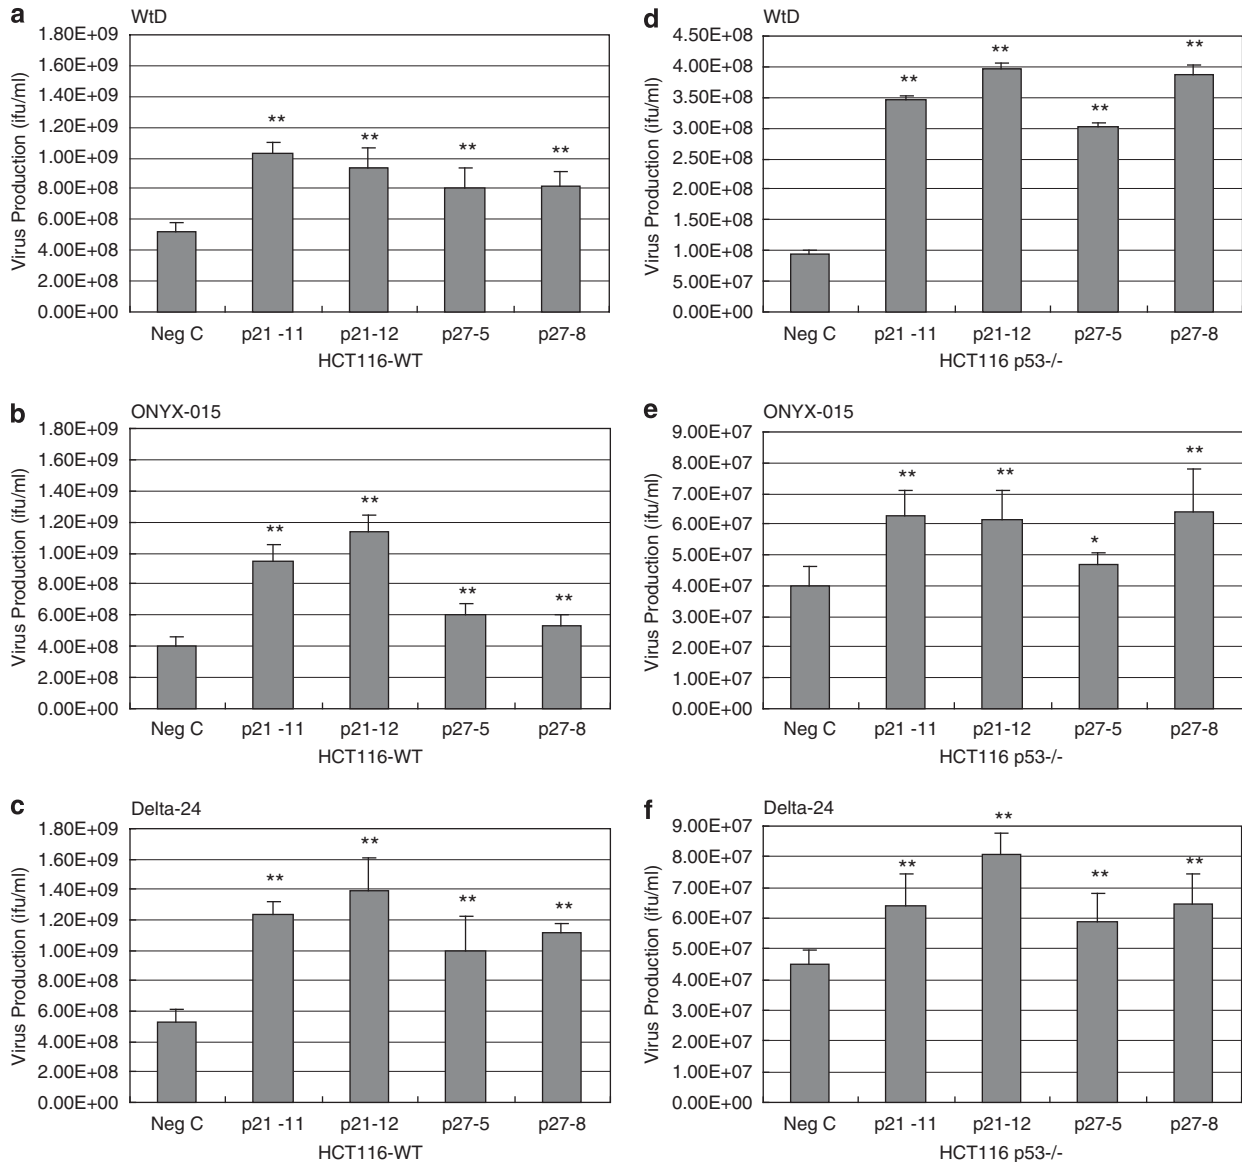 a
WtD
1.80E+09
1.60E+09
1.40E+09
1.20E+09
1.00E+09
8.00E+08
6.00E+08
4.00E+08
2.00E+08
0.00E+00
Virus Production (ifu/ml)
** ** ** **
Neg C p21 -11 p21-12 p27-5 p27-8
HCT116-WT
b
ONYX-015
1.80E+09
1.60E+09
1.40E+09
1.20E+09
1.00E+09
8.00E+08
6.00E+08
4.00E+08
2.00E+08
0.00E+00
Virus Production (ifu/ml)
** ** ** **
Neg C p21 -11 p21-12 p27-5 p27-8
HCT116-WT
c
Delta-24
1.80E+09
1.60E+09
1.40E+09
1.20E+09
1.00E+09
8.00E+08
6.00E+08
4.00E+08
2.00E+08
0.00E+00
Virus Production (ifu/ml)
** ** ** **
Neg C p21 -11 p21-12 p27-5 p27-8
HCT116-WT
d
WtD
4.50E+08
4.00E+08
3.50E+08
3.00E+08
2.50E+08
2.00E+08
1.50E+08
1.00E+08
5.00E+07
0.00E+00
Virus Production (ifu/ml)
** ** ** **
Neg C p21 -11 p21-12 p27-5 p27-8
HCT116 p53-/-
e
ONYX-015
9.00E+07
8.00E+07
7.00E+07
6.00E+07
5.00E+07
4.00E+07
3.00E+07
2.00E+07
1.00E+07
0.00E+00
Virus Production (ifu/ml)
** ** * **
Neg C p21 -11 p21-12 p27-5 p27-8
HCT116 p53-/-
f
Delta-24
9.00E+07
8.00E+07
7.00E+07
6.00E+07
5.00E+07
4.00E+07
3.00E+07
2.00E+07
1.00E+07
0.00E+00
Virus Production (ifu/ml)
** ** ** **
Neg C p21 -11 p21-12 p27-5 p27-8
HCT116 p53-/-